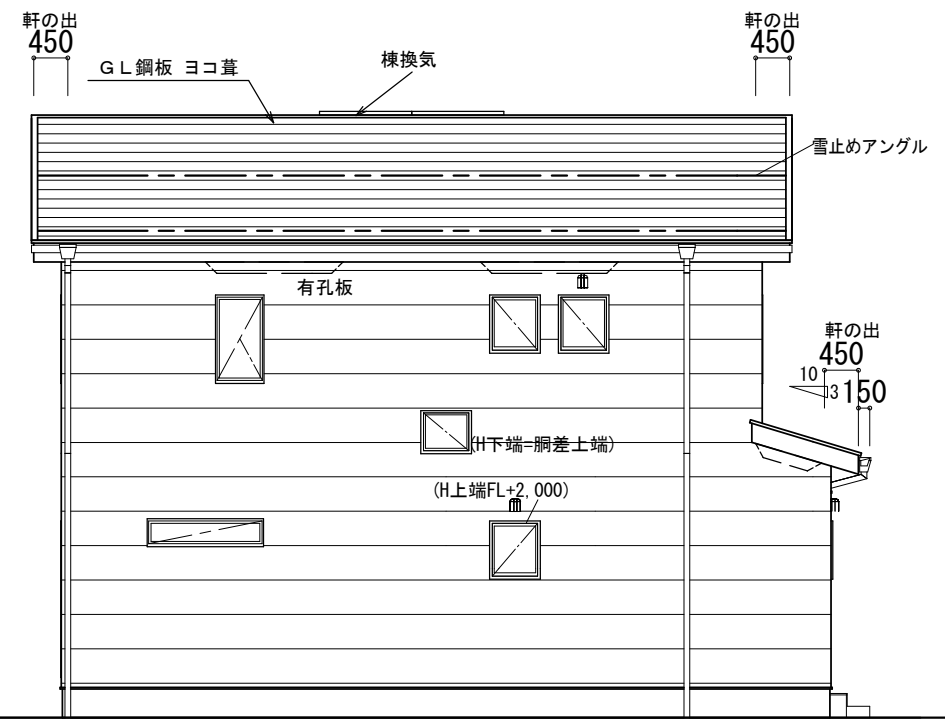 軒の出
450
軒の出
450
GL鋼板 ヨコ葺
棟換気
雪止めアングル
有孔板
軒の出
450
10
3
150
(H下端=胴差上端)
(H上端FL+2,000)